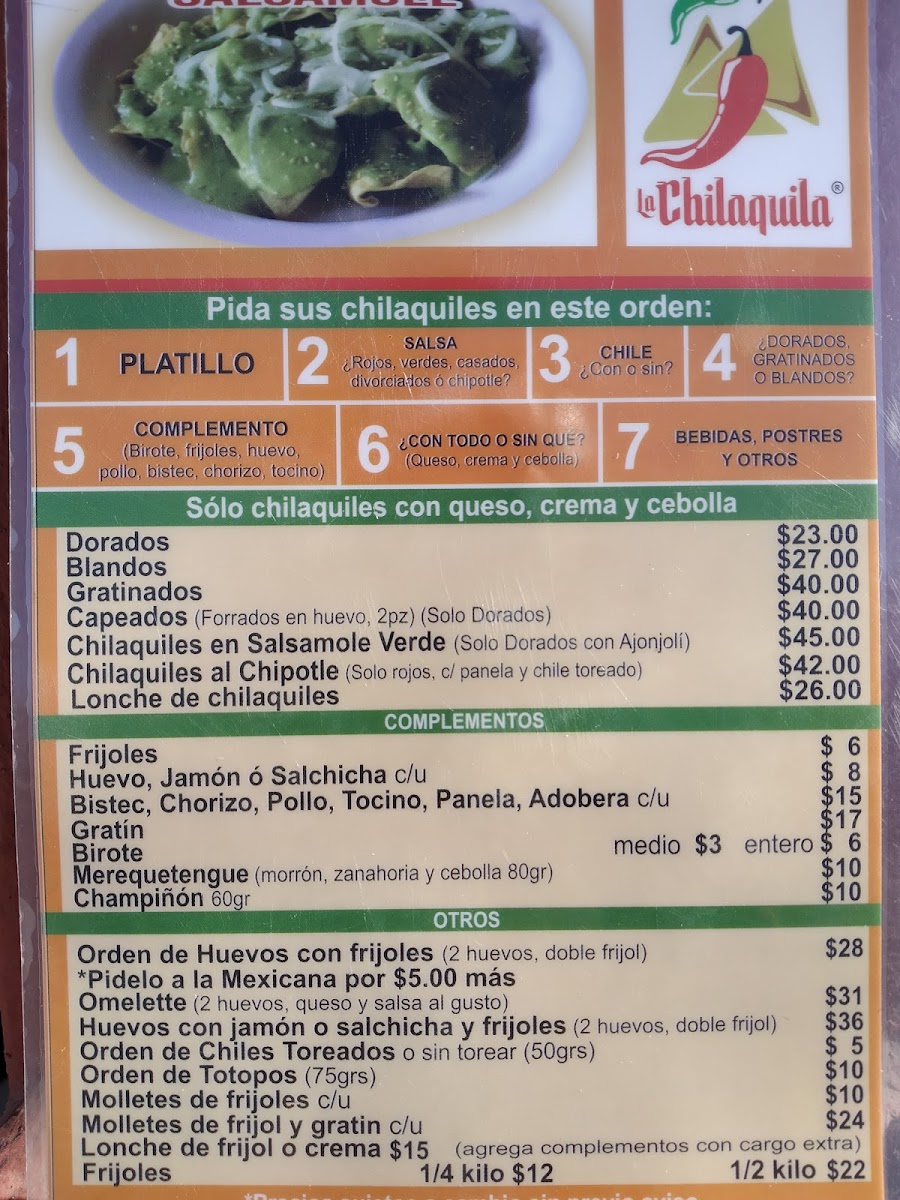 SALSAMOLE
La Chilaquila®
Pida sus chilaquiles en este orden:
1 PLATILLO
2 SALSA
¿Rojos, verdes, casados,
divorciados ó chipotle?
3 CHILE
¿Con o sin?
4 ¿DORADOS,
GRATINADOS
O BLANDOS?
5 COMPLEMENTO
(Birote, frijoles, huevo,
pollo, bistec, chorizo, tocino)
6 ¿CON TODO O SIN QUÉ?
(Queso, crema y cebolla)
7 BEBIDAS, POSTRES
Y OTROS
Sólo chilaquiles con queso, crema y cebolla
Dorados $23.00
Blandos $27.00
Gratinados $40.00
Capeados (Forrados en huevo, 2pz) (Solo Dorados) $40.00
Chilaquiles en Salsamole Verde (Solo Dorados con Ajonjolí) $45.00
Chilaquiles al Chipotle (Solo rojos, c/ panela y chile toreado) $42.00
Lonche de chilaquiles $26.00
COMPLEMENTOS
Frijoles $ 6
Huevo, Jamón ó Salchicha c/u $ 8
Bistec, Chorizo, Pollo, Tocino, Panela, Adobera c/u $15
Gratín $17
Birote medio $3 entero $ 6
Merequetengue (morrón, zanahoria y cebolla 80gr) $10
Champiñón 60gr $10
OTROS
Orden de Huevos con frijoles (2 huevos, doble frijol) $28
*Pidelo a la Mexicana por $5.00 más
Omelette (2 huevos, queso y salsa al gusto) $31
Huevos con jamón o salchicha y frijoles (2 huevos, doble frijol) $36
Orden de Chiles Toreados o sin torear (50grs) $ 5
Orden de Totopos (75grs) $10
Molletes de frijoles c/u $10
Molletes de frijol y gratin c/u $24
Lonche de frijol o crema $15 (agrega complementos con cargo extra)
Frijoles 1/4 kilo $12 1/2 kilo $22
*Precios sujetos a cambio sin previo aviso